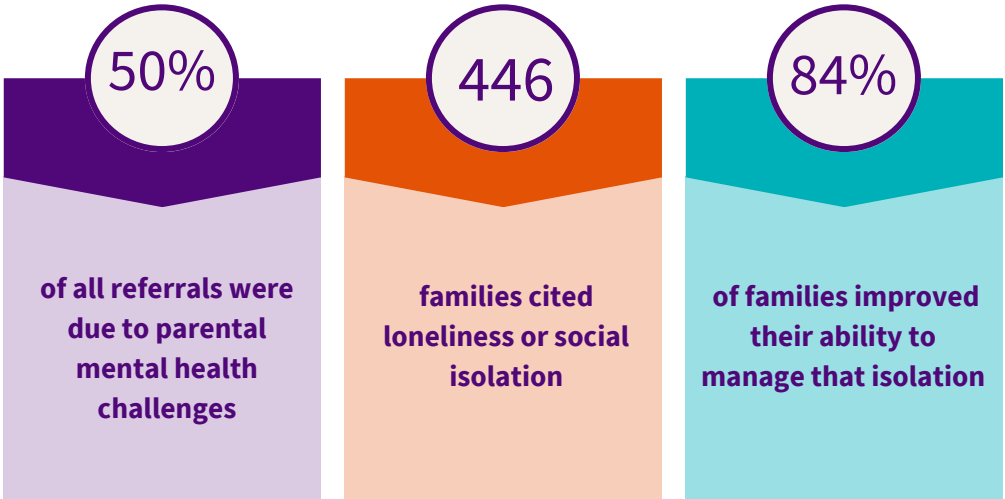 50%
of all referrals were
due to parental
mental health
challenges
446
families cited
loneliness or social
isolation
84%
of families improved
their ability to
manage that isolation